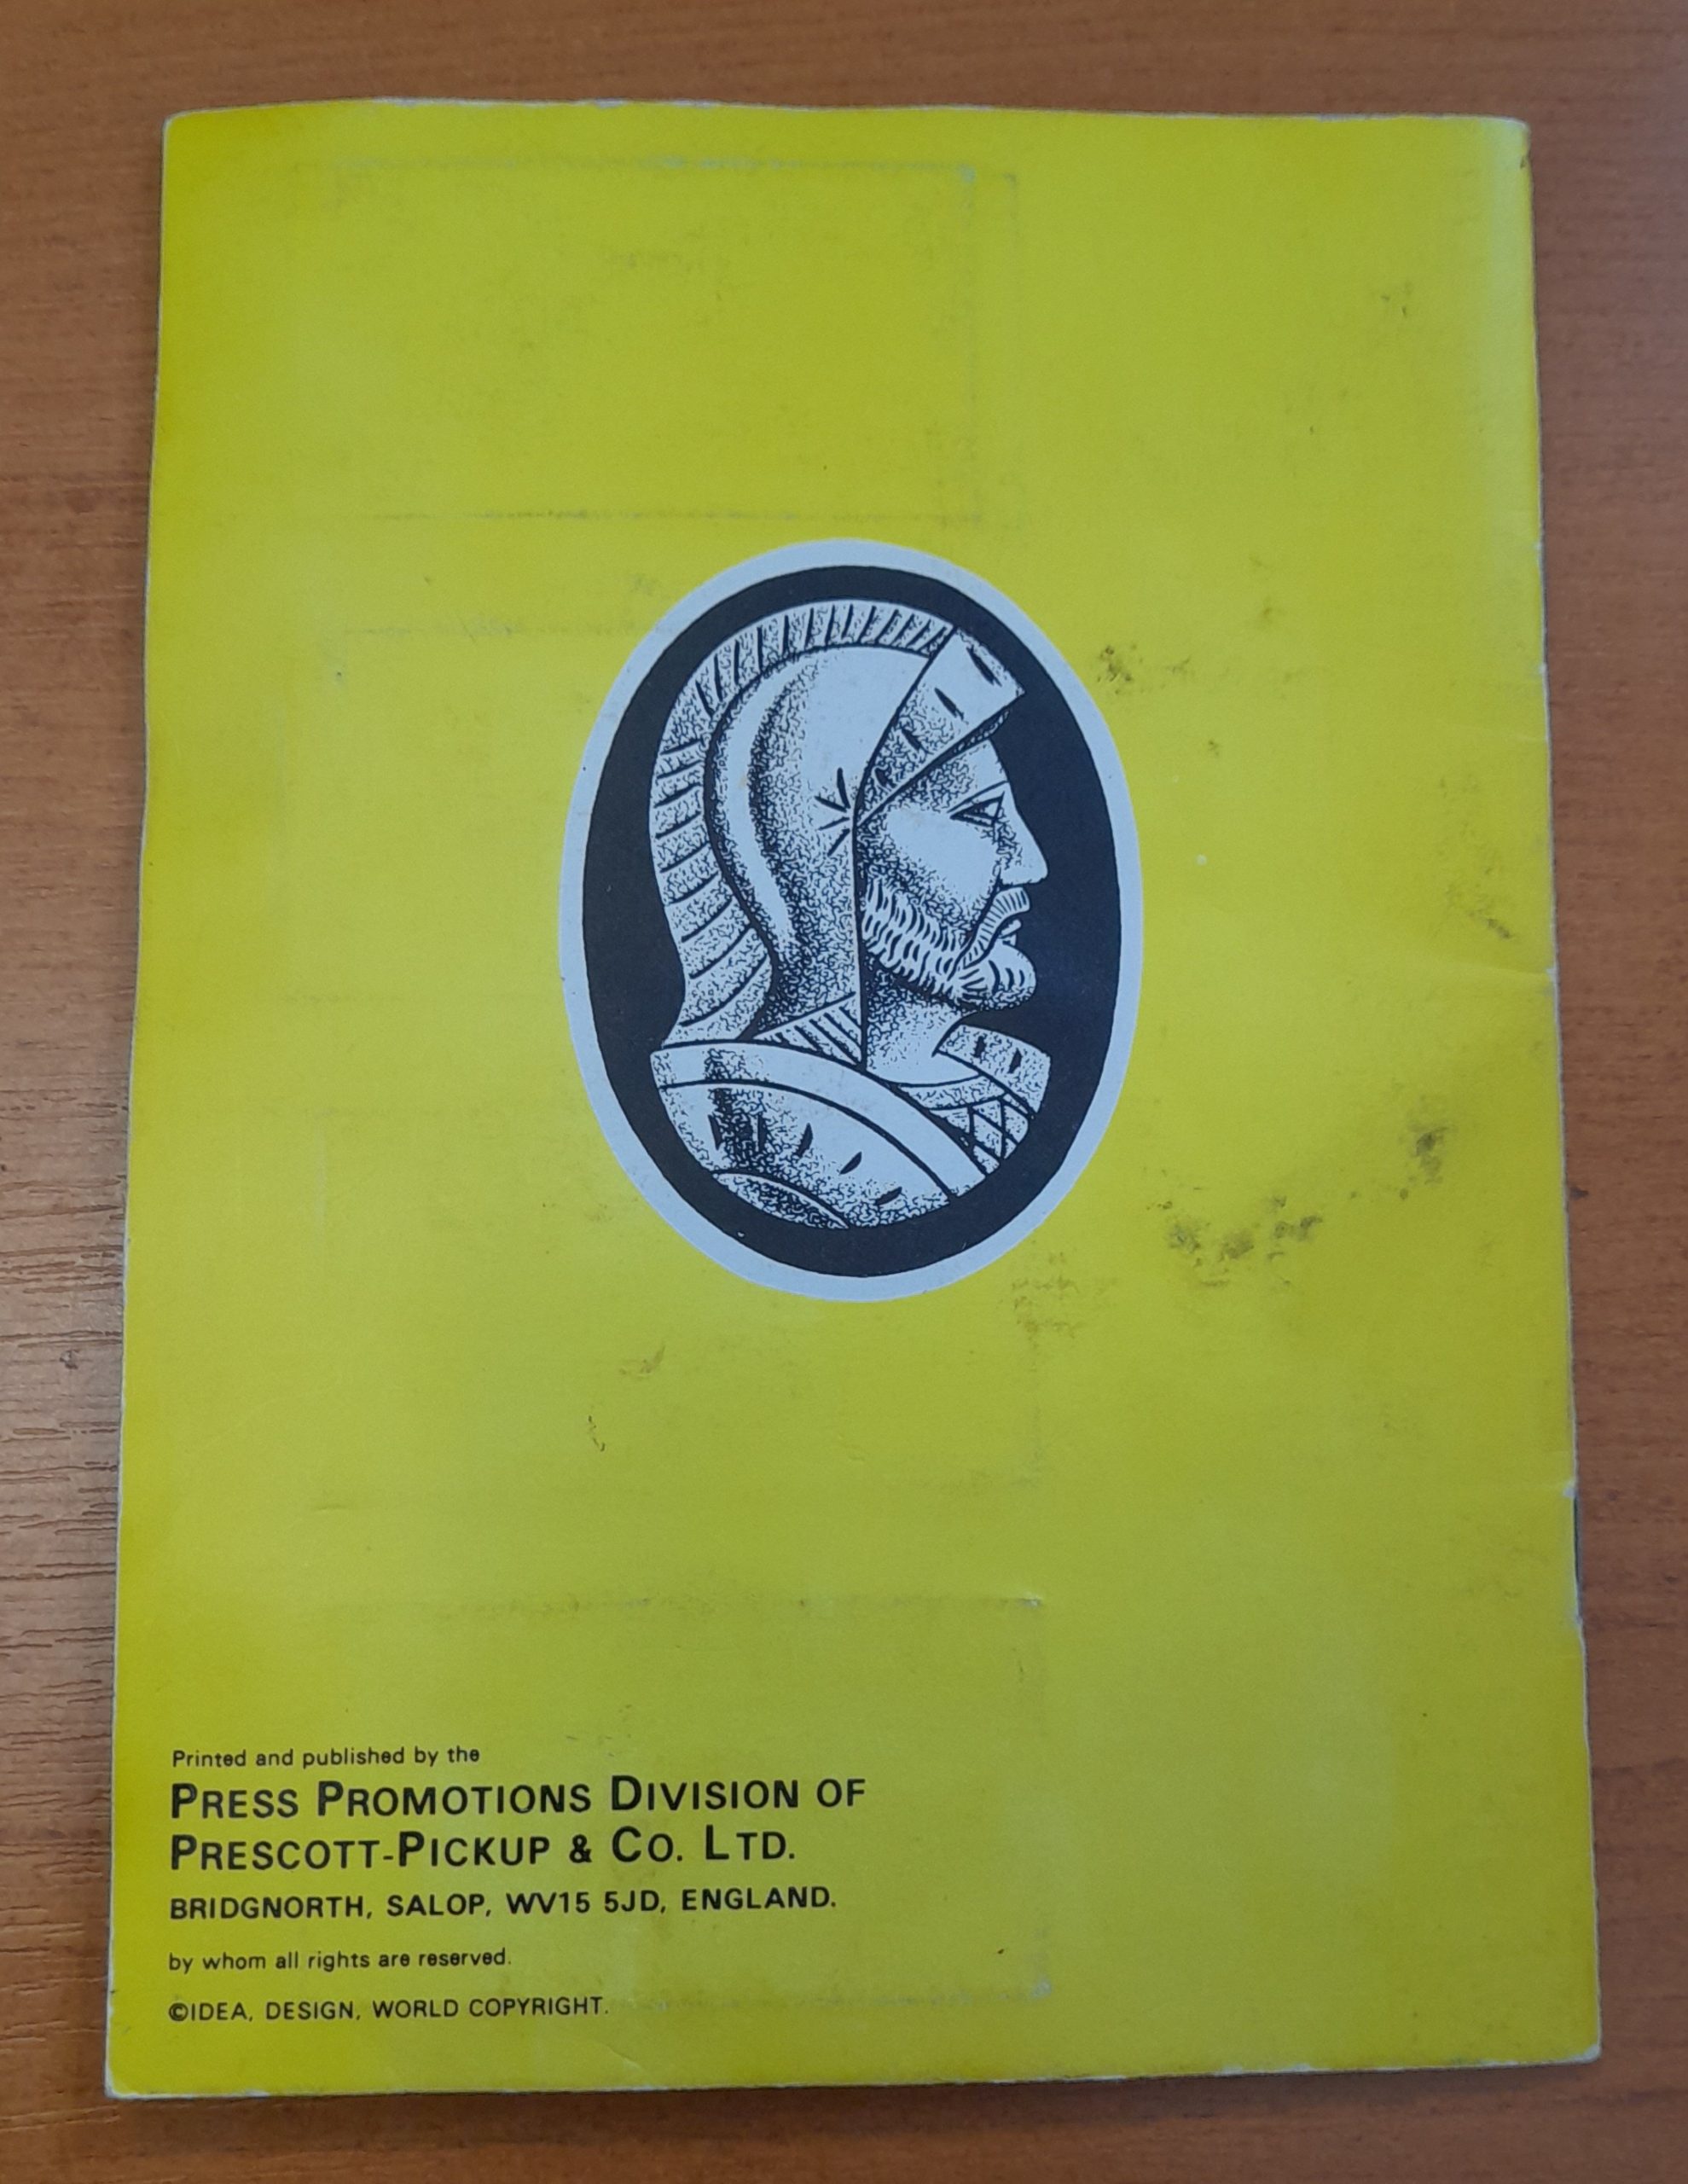 Printed and published by the
PRESS PROMOTIONS DIVISION OF
PRESCOTT-PICKUP & CO. LTD.
BRIDGNORTH, SALOP, WV15 5JD, ENGLAND.
by whom all rights are reserved.
©IDEA, DESIGN, WORLD COPYRIGHT.